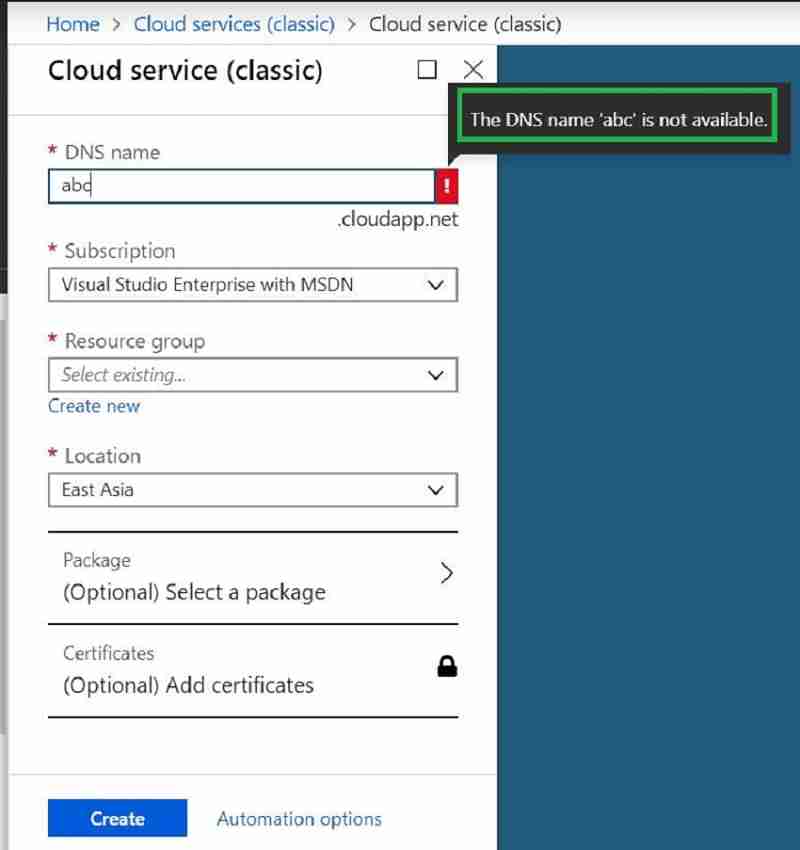 Home > Cloud services (classic) > Cloud service (classic)
Cloud service (classic)
The DNS name 'abc' is not available.
* DNS name
abc
.cloudapp.net
* Subscription
Visual Studio Enterprise with MSDN
* Resource group
Select existing...
Create new
* Location
East Asia
Package
(Optional) Select a package
Certificates
(Optional) Add certificates
Create Automation options